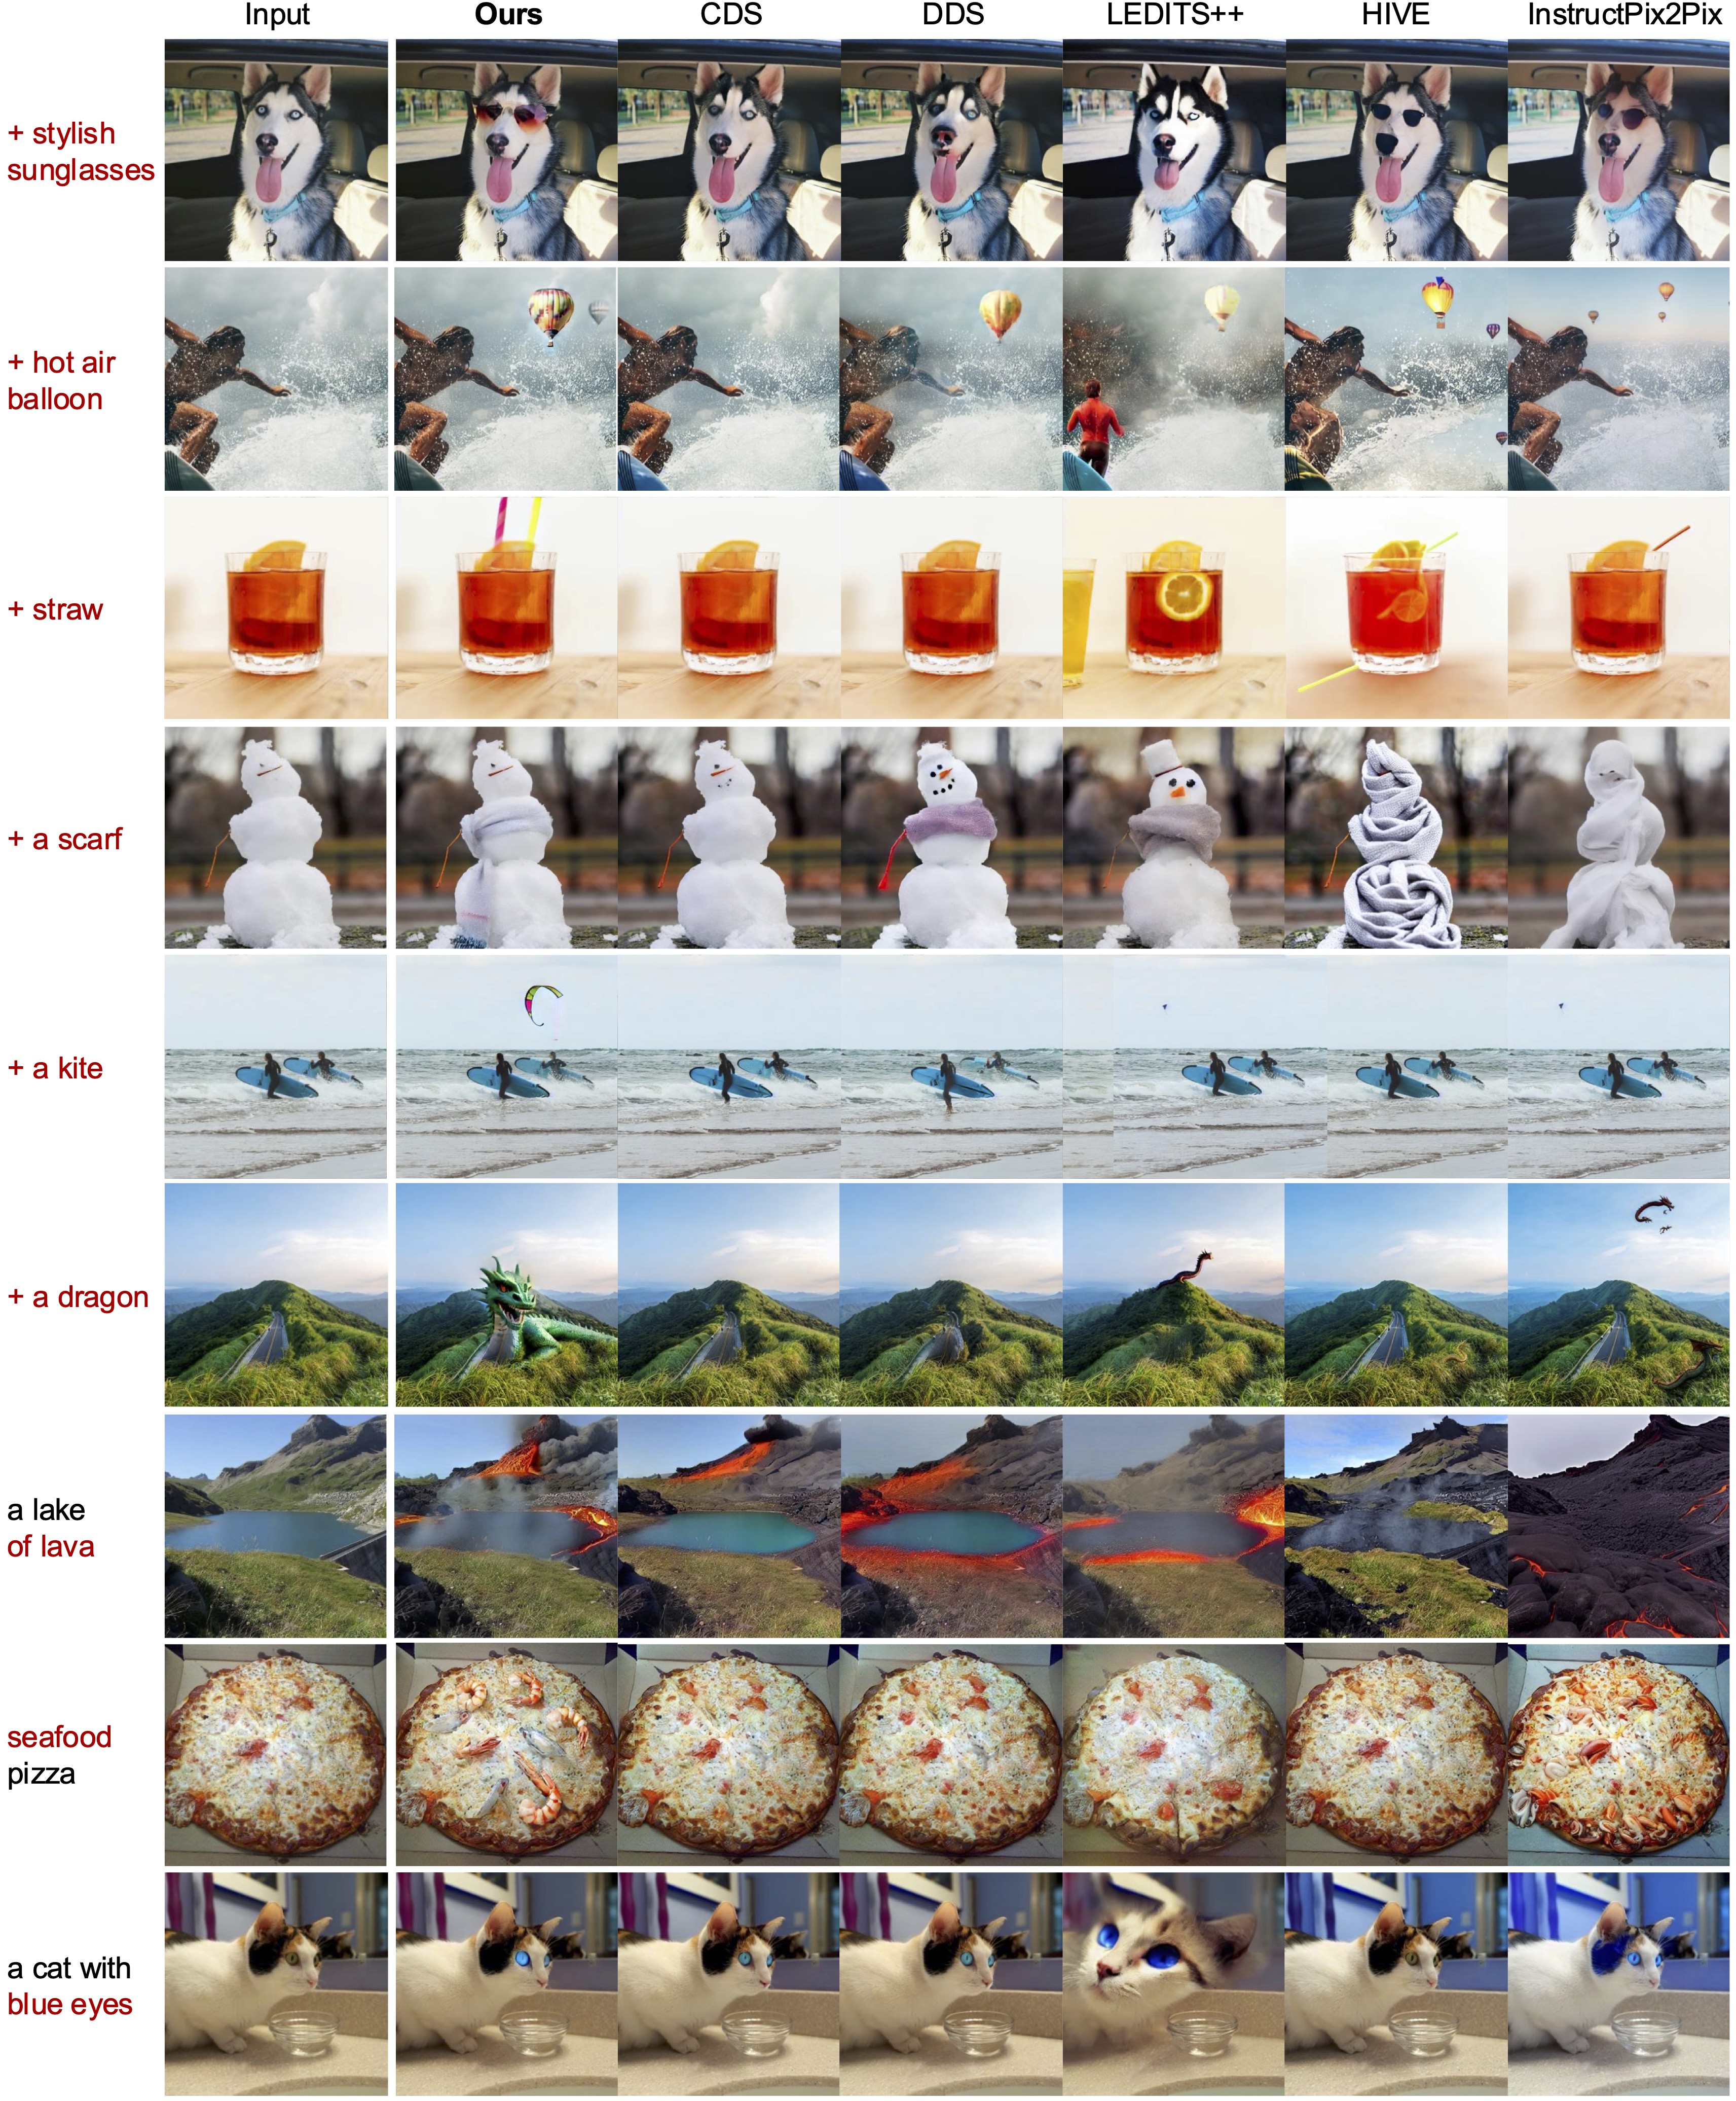 Input Ours CDS DDS LEDITS++ HIVE InstructPix2Pix
+ stylish
sunglasses
+ hot air
balloon
+ straw
+ a scarf
+ a kite
+ a dragon
a lake
of lava
seafood
pizza
a cat with
blue eyes